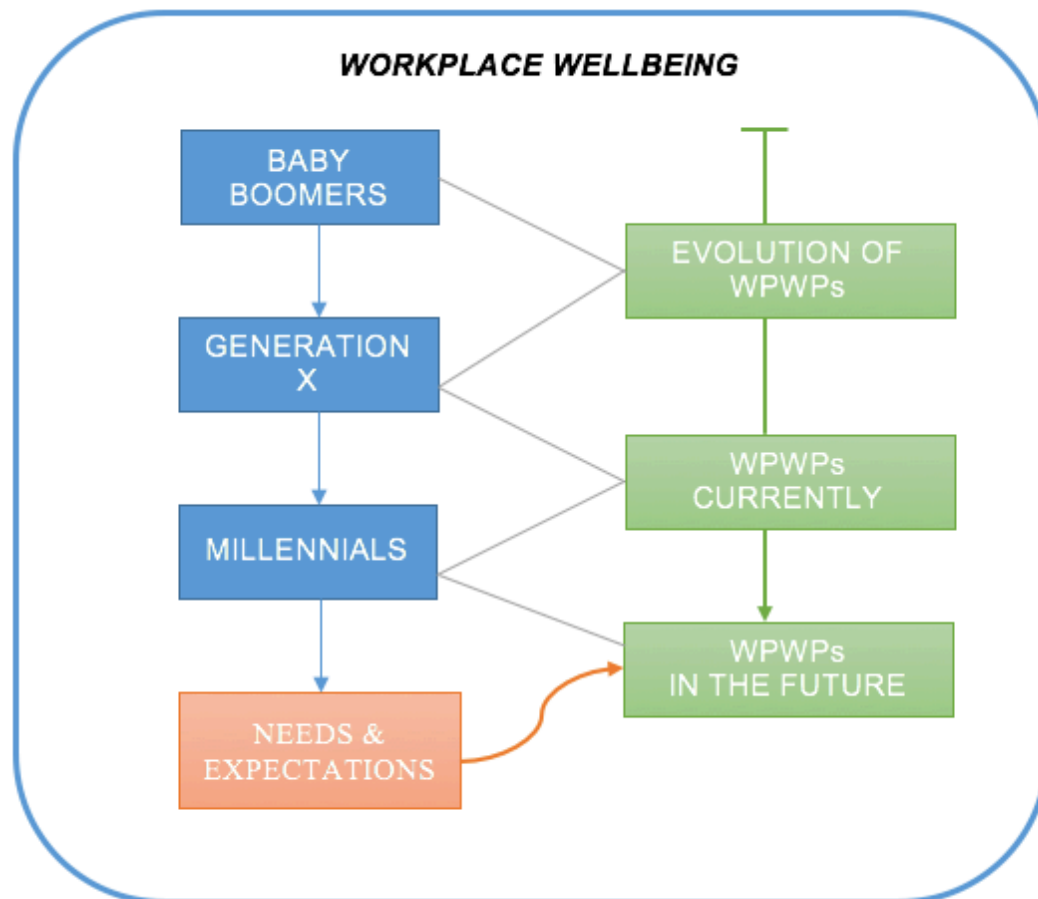 WORKPLACE WELLBEING
BABY
BOOMERS
EVOLUTION OF
WPWPs
GENERATION
X
WPWPs
CURRENTLY
MILLENNIALS
WPWPs
IN THE FUTURE
NEEDS &
EXPECTATIONS